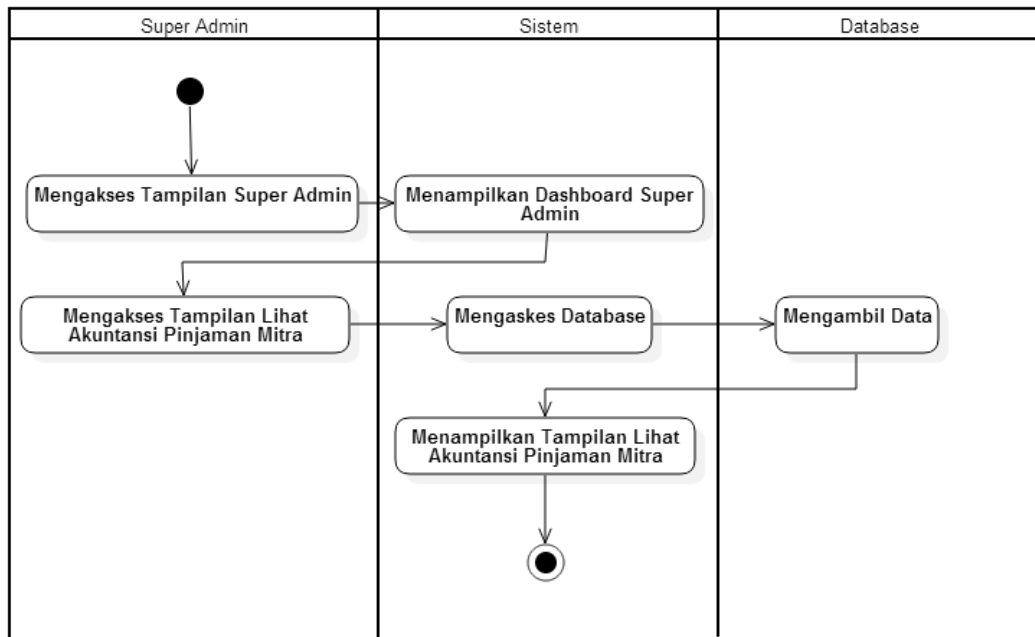 Super Admin
Sistem
Database
Mengakses Tampilan Super Admin
Menampilkan Dashboard Super
Admin
Mengakses Tampilan Lihat
Akuntansi Pinjaman Mitra
Mengaskes Database
Mengambil Data
Menampilkan Tampilan Lihat
Akuntansi Pinjaman Mitra